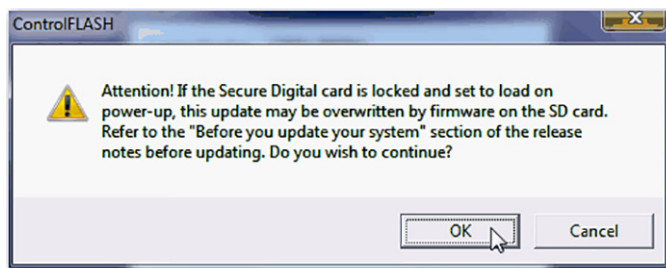 ControlFLASH
Attention! If the Secure Digital card is locked and set to load on
power-up, this update may be overwritten by firmware on the SD card.
Refer to the "Before you update your system" section of the release
notes before updating. Do you wish to continue?
OK
Cancel